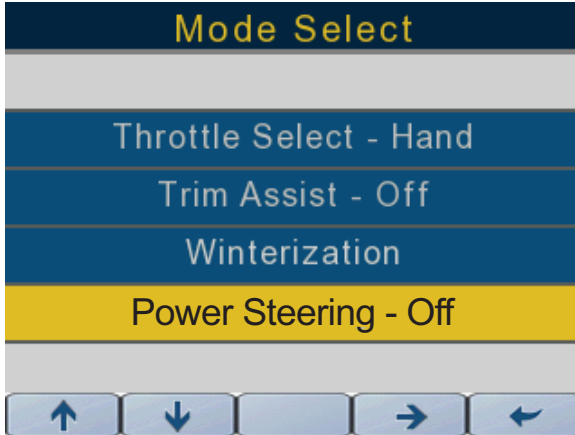 Mode Select
Throttle Select - Hand
Trim Assist - Off
Winterization
Power Steering - Off